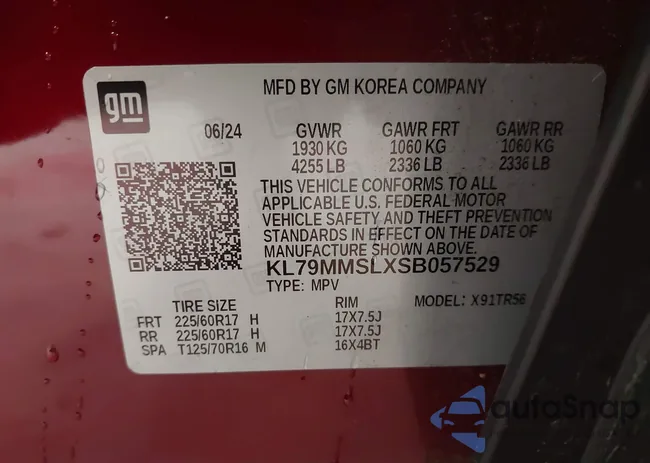 gm
MFD BY GM KOREA COMPANY
06/24 GVWR GAWR FRT GAWR RR
1930 KG 1060 KG 1060 KG
4255 LB 2336 LB 2336 LB
THIS VEHICLE CONFORMS TO ALL
APPLICABLE U.S. FEDERAL MOTOR
VEHICLE SAFETY AND THEFT PREVENTION
STANDARDS IN EFFECT ON THE DATE OF
MANUFACTURE SHOWN ABOVE.
KL79MMSLXSB057529
TYPE: MPV
TIRE SIZE RIM MODEL: X91TR56
FRT 225/60R17 H 17X7.5J
RR 225/60R17 H 17X7.5J
SPA T125/70R16 M 16X4BT
autoSnap